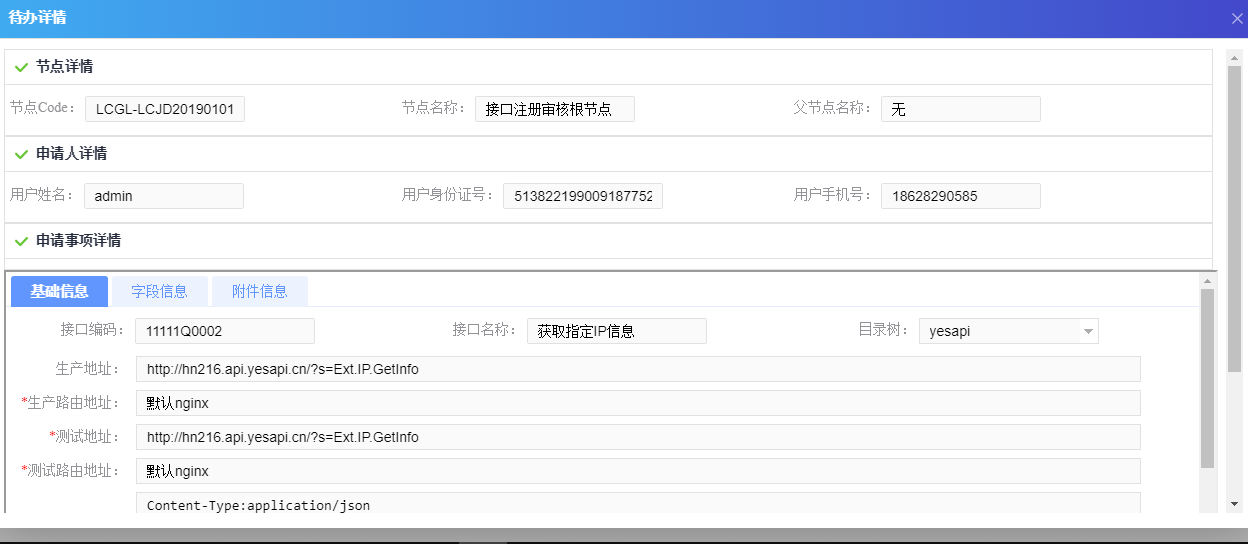 待办详情
节点详情
节点Code： LCGL-LCJD20190101 节点名称： 接口注册审核根节点 父节点名称： 无
申请人详情
用户姓名： admin 用户身份证号： 513822199009187752 用户手机号： 18628290585
申请事项详情
基础信息 字段信息 附件信息
接口编码： 11111Q0002 接口名称： 获取指定IP信息 目录树： yesapi
生产地址： http://hn216.api.yesapi.cn/?s=Ext.IP.GetInfo
*生产路由地址： 默认nginx
*测试地址： http://hn216.api.yesapi.cn/?s=Ext.IP.GetInfo
*测试路由地址： 默认nginx
Content-Type:application/json